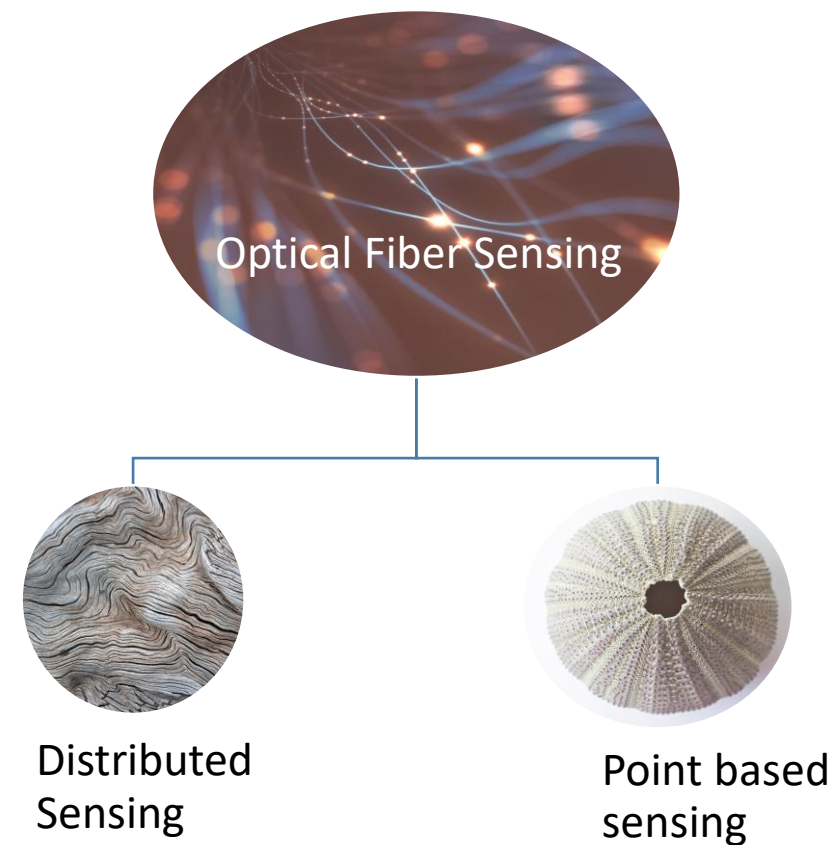 Optical Fiber Sensing
Distributed
Sensing
Point based
sensing